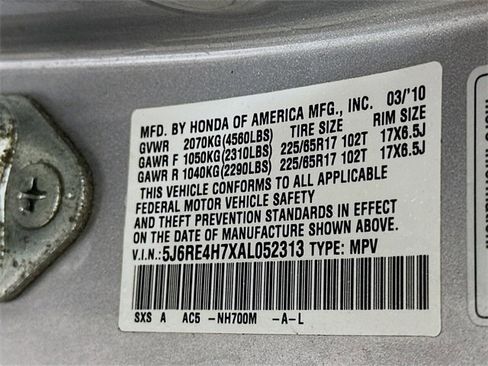 MFD. BY HONDA OF AMERICA MFG., INC. 03/'10
GVWR 2070KG(4560LBS) TIRE SIZE RIM SIZE
GAWR F 1050KG(2310LBS) 225/65R17 102T 17X6.5J
GAWR R 1040KG(2290LBS) 225/65R17 102T 17X6.5J
THIS VEHICLE CONFORMS TO ALL APPLICABLE
FEDERAL MOTOR VEHICLE SAFETY
AND THEFT PREVENTION STANDARDS IN EFFECT
ON THE DATE OF MANUFACTURE SHOWN ABOVE.
V.I.N.:5J6RE4H7XAL052313 TYPE: MPV
SXS A AC5 -NH700M -A-L